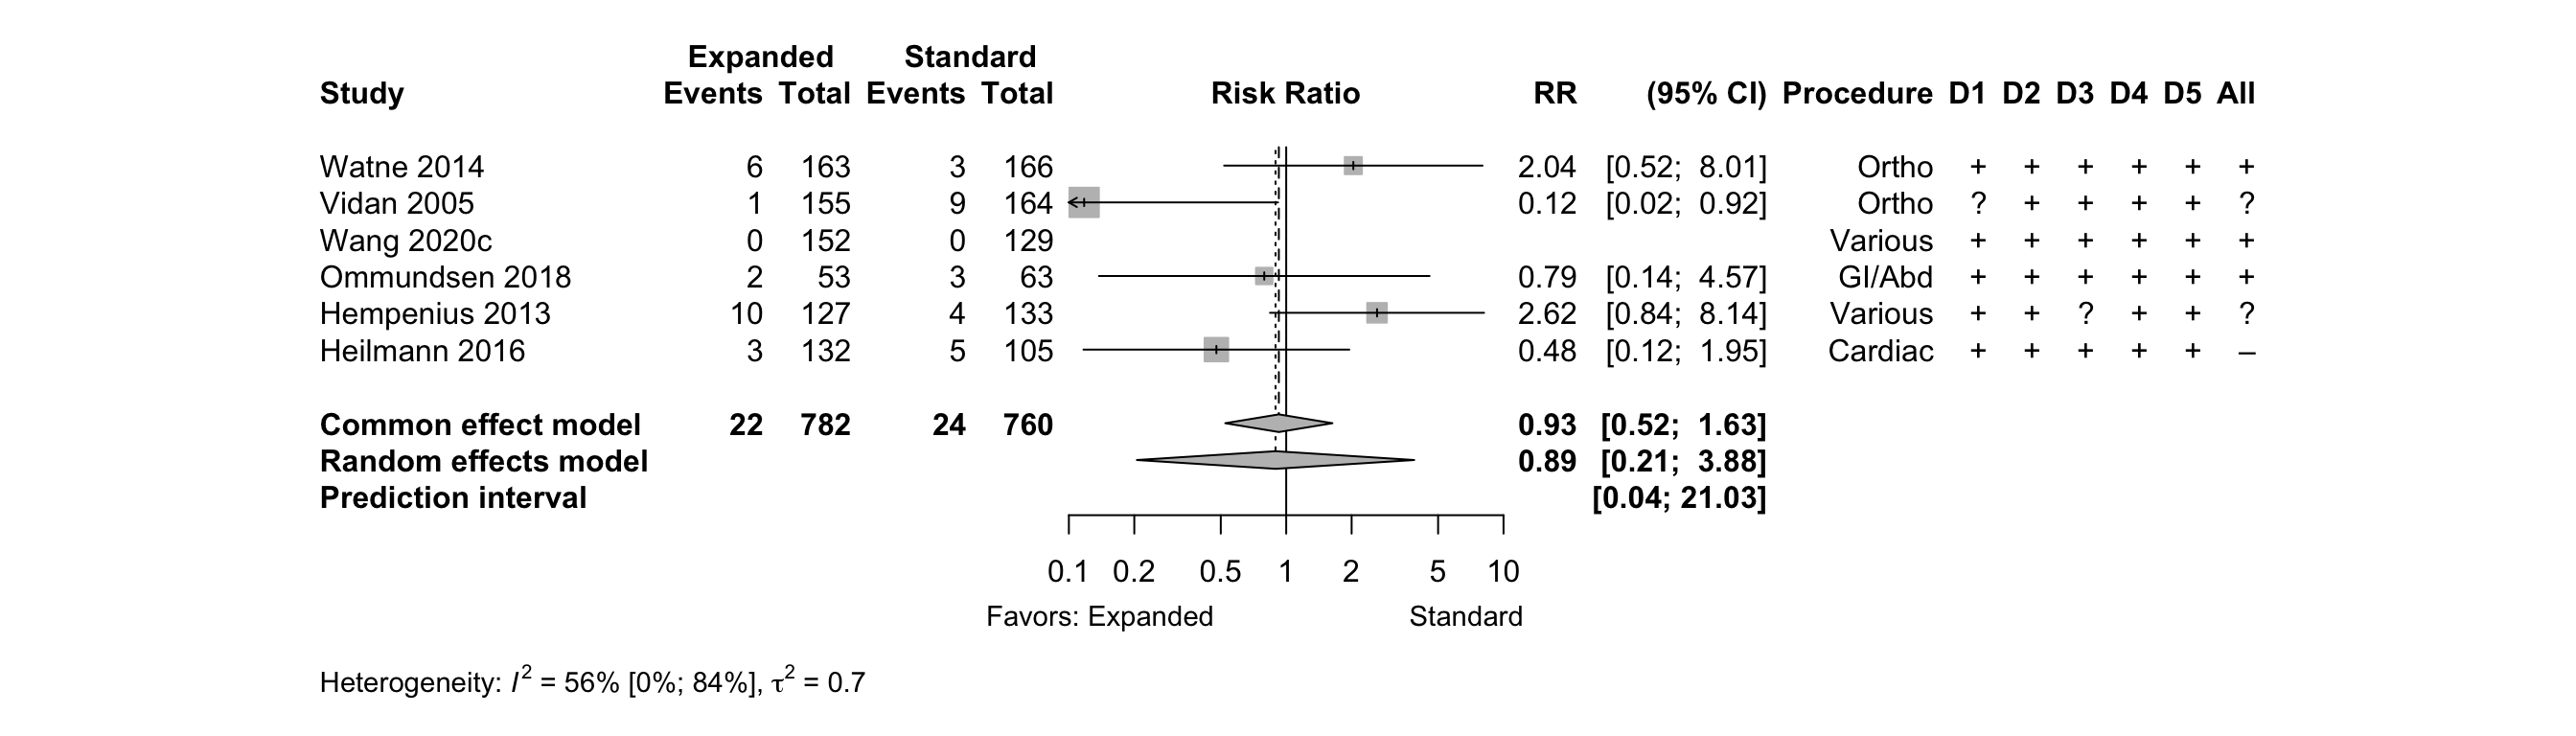 Expanded Standard
Study Events Total Events Total Risk Ratio RR (95% CI) Procedure D1 D2 D3 D4 D5 All
Watne 2014 6 163 3 166 2.04 [0.52; 8.01] Ortho + + + + + +
Vidan 2005 1 155 9 164 0.12 [0.02; 0.92] Ortho ? + + + + ?
Wang 2020c 0 152 0 129 Various + + + + + +
Ommundsen 2018 2 53 3 63 0.79 [0.14; 4.57] GI/Abd + + + + + +
Hempenius 2013 10 127 4 133 2.62 [0.84; 8.14] Various + + ? + + ?
Heilmann 2016 3 132 5 105 0.48 [0.12; 1.95] Cardiac + + + + + –
Common effect model 22 782 24 760 0.93 [0.52; 1.63]
Random effects model 0.89 [0.21; 3.88]
Prediction interval [0.04; 21.03]
0.1 0.2 0.5 1 2 5 10
Favors: Expanded Standard
Heterogeneity: I² = 56% [0%; 84%], τ² = 0.7